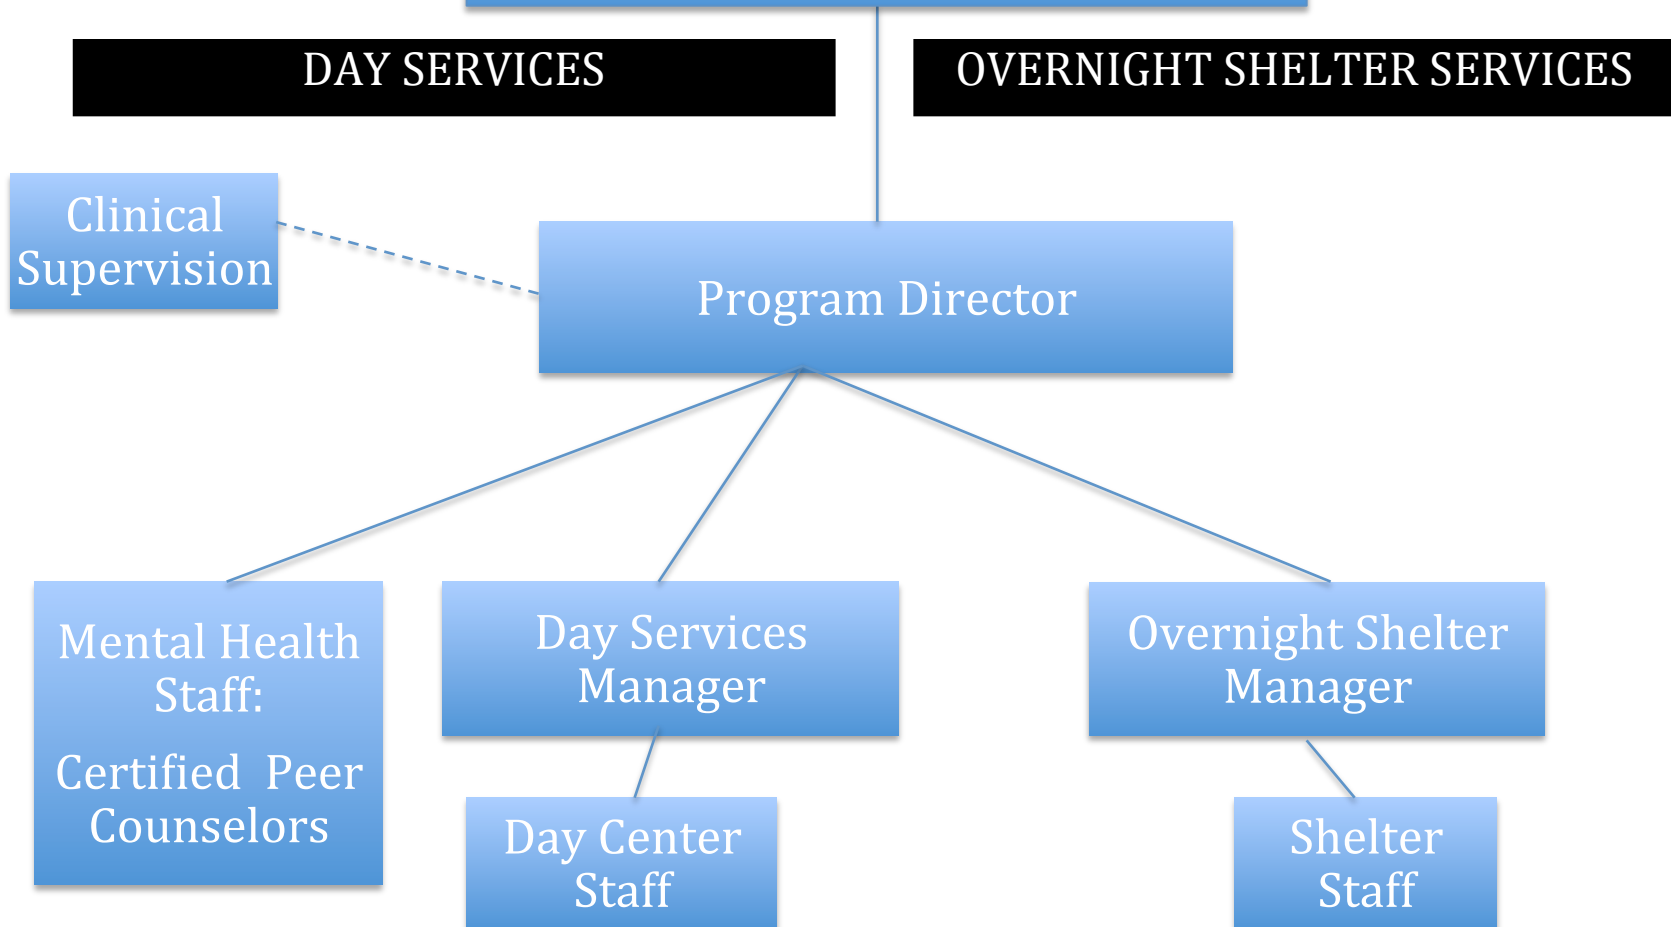 DAY SERVICES
OVERNIGHT SHELTER SERVICES
Clinical
Supervision
Program Director
Mental Health
Staff:
Certified  Peer
Counselors
Day Services
Manager
Overnight Shelter
Manager
Day Center
Staff
Shelter
Staff